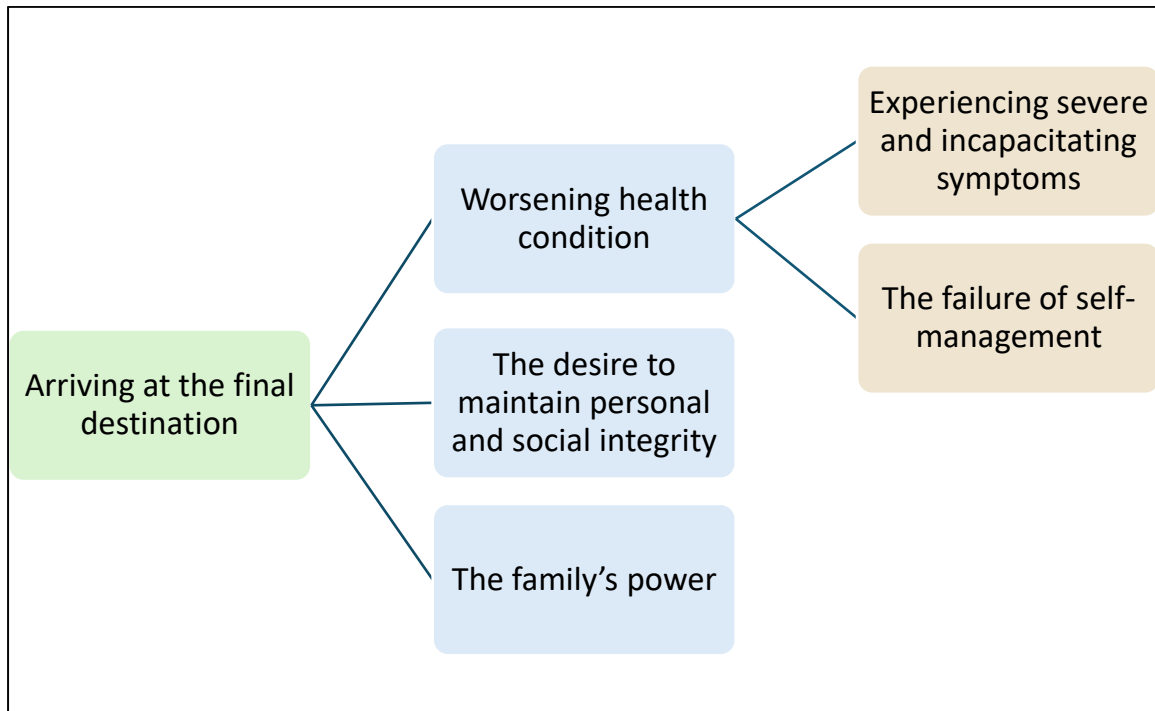 Arriving at the final
destination
Worsening health
condition
The desire to
maintain personal
and social integrity
The family’s power
Experiencing severe
and incapacitating
symptoms
The failure of self-
management